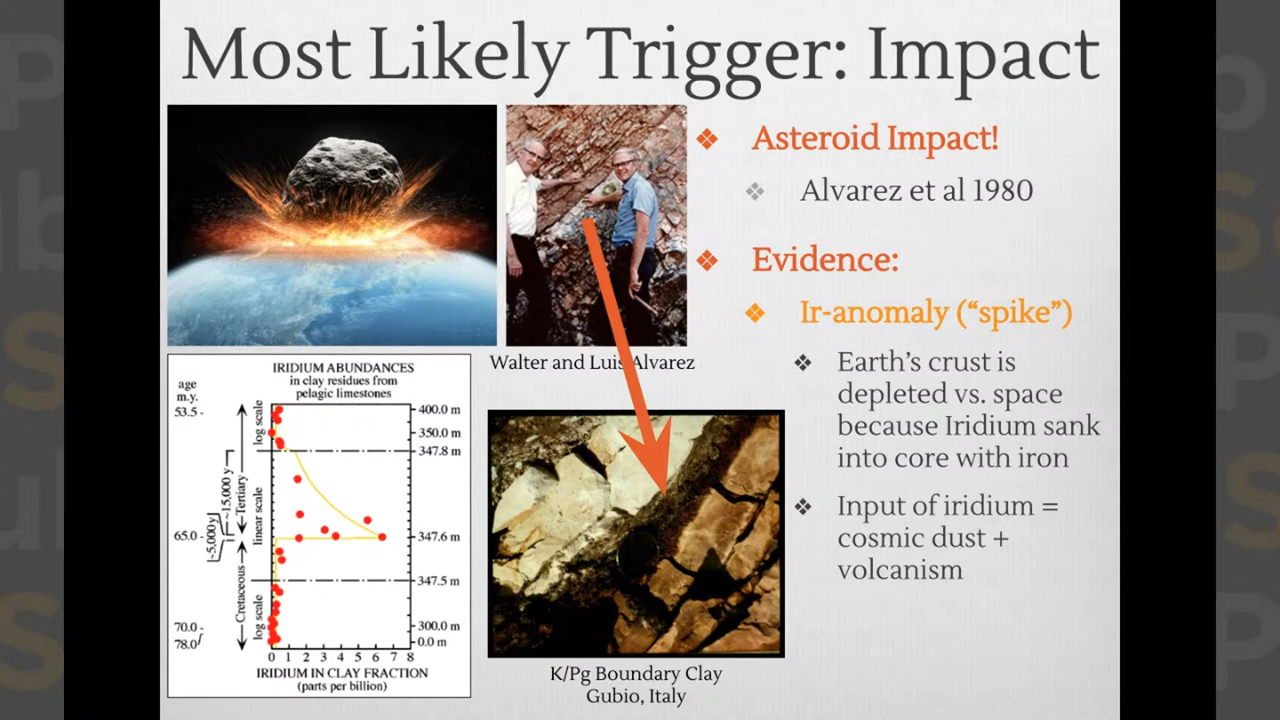 Most Likely Trigger: Impact
Walter and Luis Alvarez
❖ Asteroid Impact!
❖ Alvarez et al 1980
❖ Evidence:
❖ Ir-anomaly (“spike”)
❖ Earth’s crust is
depleted vs. space
because Iridium sank
into core with iron
❖ Input of iridium =
cosmic dust +
volcanism
IRIDIUM ABUNDANCES
in clay residues from
pelagic limestones
age
m.y.
53.5 -
65.0 -
70.0 -
78.0
~5,000y
~15,000 y
Tertiary
Cretaceous
log scale
linear scale
log scale
400.0 m
350.0 m
347.8 m
347.6 m
347.5 m
300.0 m
0.0 m
0 1 2 3 4 5 6 7 8
IRIDIUM IN CLAY FRACTION
(parts per billion)
K/Pg Boundary Clay
Gubio, Italy